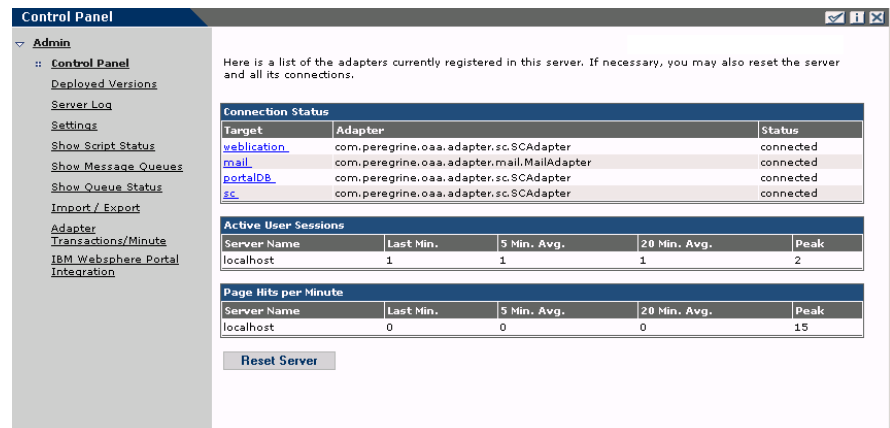 Control Panel
Admin
Control Panel
Deployed Versions
Server Log
Settings
Show Script Status
Show Message Queues
Show Queue Status
Import / Export
Adapter
Transactions/Minute
IBM Websphere Portal
Integration
Here is a list of the adapters currently registered in this server. If necessary, you may also reset the server
and all its connections.
Connection Status
Target Adapter Status
weblication com.peregrine.oaa.adapter.sc.SCAdapter connected
mail com.peregrine.oaa.adapter.mail.MailAdapter connected
portalDB com.peregrine.oaa.adapter.sc.SCAdapter connected
sc com.peregrine.oaa.adapter.sc.SCAdapter connected
Active User Sessions
Server Name Last Min. 5 Min. Avg. 20 Min. Avg. Peak
localhost 1 1 1 2
Page Hits per Minute
Server Name Last Min. 5 Min. Avg. 20 Min. Avg. Peak
localhost 0 0 0 15
Reset Server